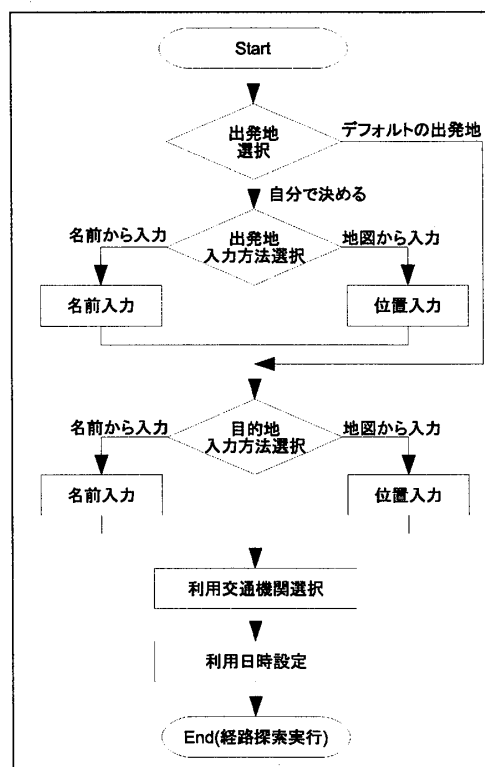 Start
出発地
選択
デフォルトの出発地
自分で決める
名前から入力
出発地
入力方法選択
地図から入力
名前入力
位置入力
名前から入力
目的地
入力方法選択
地図から入力
名前入力
位置入力
利用交通機関選択
利用日時設定
End(経路探索実行)